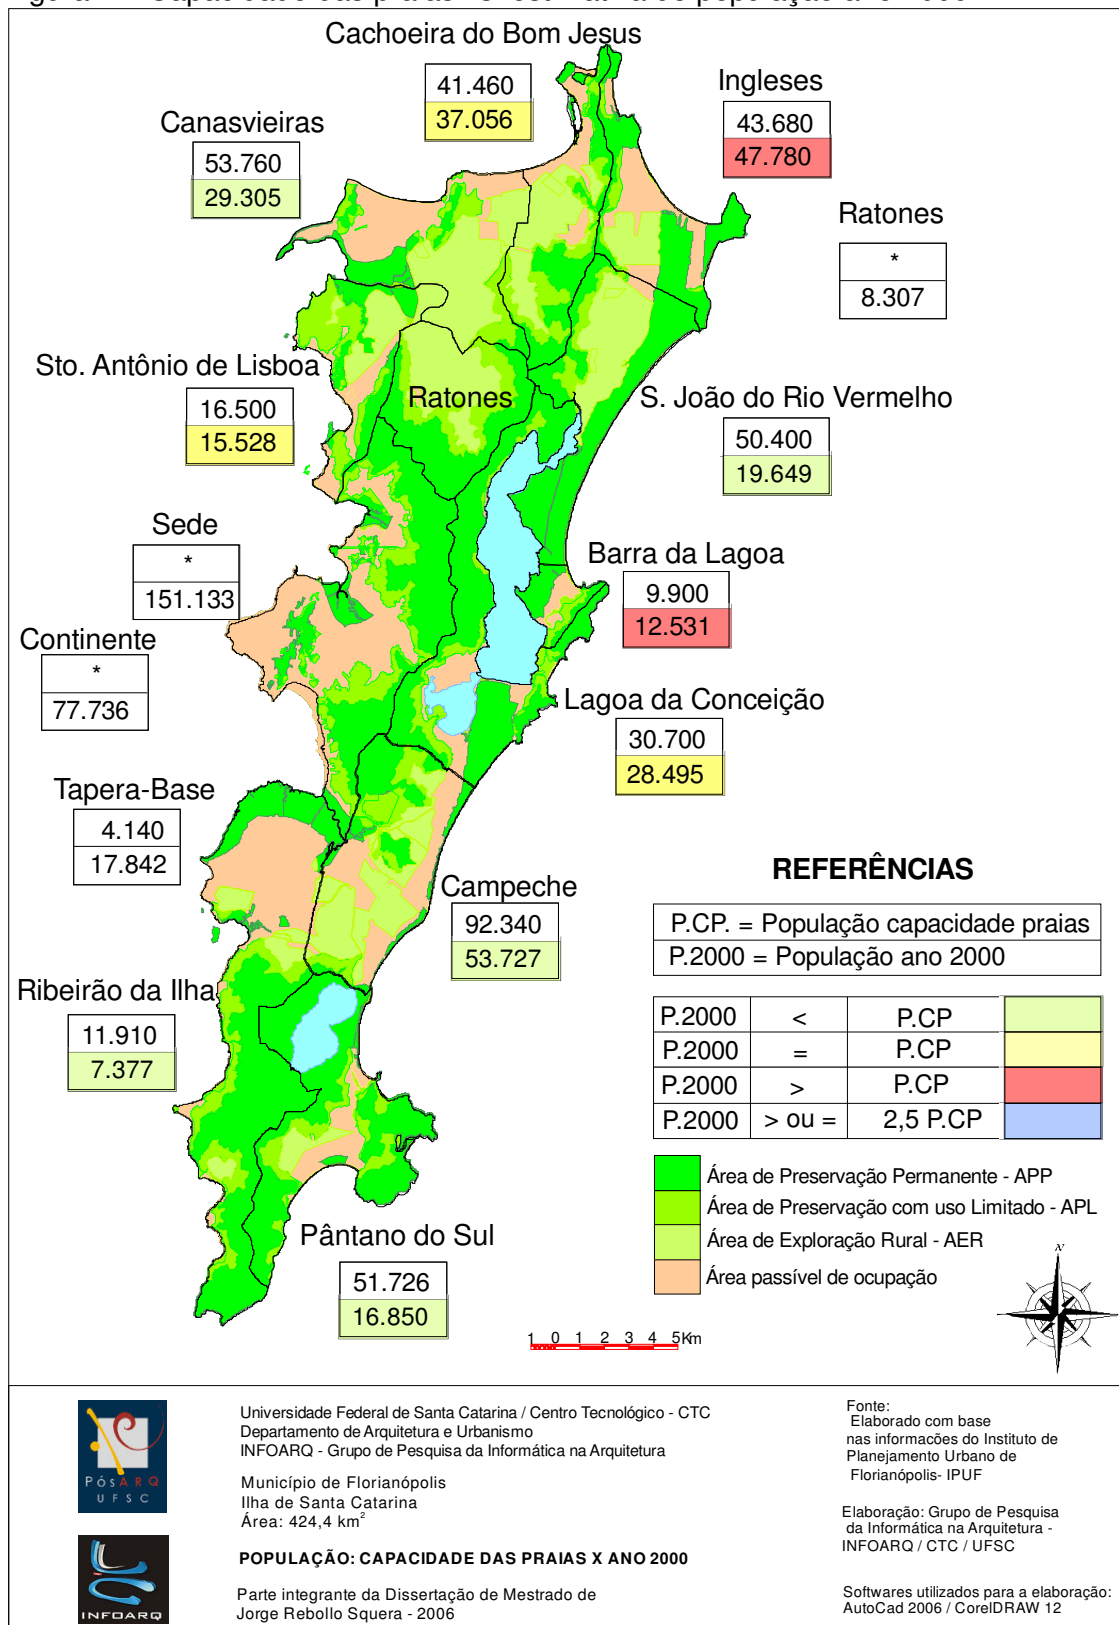 Cachoeira do Bom Jesus
41.460
37.056
Ingleses
43.680
47.780
Canasvieiras
53.760
29.305
Ratones
*
8.307
Sto. Antônio de Lisboa
16.500
15.528
Ratones
S. João do Rio Vermelho
50.400
19.649
Sede
*
151.133
Barra da Lagoa
9.900
12.531
Continente
*
77.736
Lagoa da Conceição
30.700
28.495
Tapera-Base
4.140
17.842
Campeche
92.340
53.727
Ribeirão da Ilha
11.910
7.377
Pântano do Sul
51.726
16.850
REFERÊNCIAS
P.CP. = População capacidade praias
P.2000 = População ano 2000
P.2000 < P.CP
P.2000 = P.CP
P.2000 > P.CP
P.2000 > ou = 2,5 P.CP
Área de Preservação Permanente - APP
Área de Preservação com uso Limitado - APL
Área de Exploração Rural - AER
Área passível de ocupação
N
1 0 1 2 3 4 5Km
PósARQ
UFSC
INFOARQ
Universidade Federal de Santa Catarina / Centro Tecnológico - CTC
Departamento de Arquitetura e Urbanismo
INFOARQ - Grupo de Pesquisa da Informática na Arquitetura
Município de Florianópolis
Ilha de Santa Catarina
Área: 424,4 km²
POPULAÇÃO: CAPACIDADE DAS PRAIAS X ANO 2000
Parte integrante da Dissertação de Mestrado de
Jorge Rebollo Squera - 2006
Fonte:
Elaborado com base
nas informacões do Instituto de
Planejamento Urbano de
Florianópolis- IPUF
Elaboração: Grupo de Pesquisa
da Informática na Arquitetura -
INFOARQ / CTC / UFSC
Softwares utilizados para a elaboração:
AutoCad 2006 / CorelDRAW 12